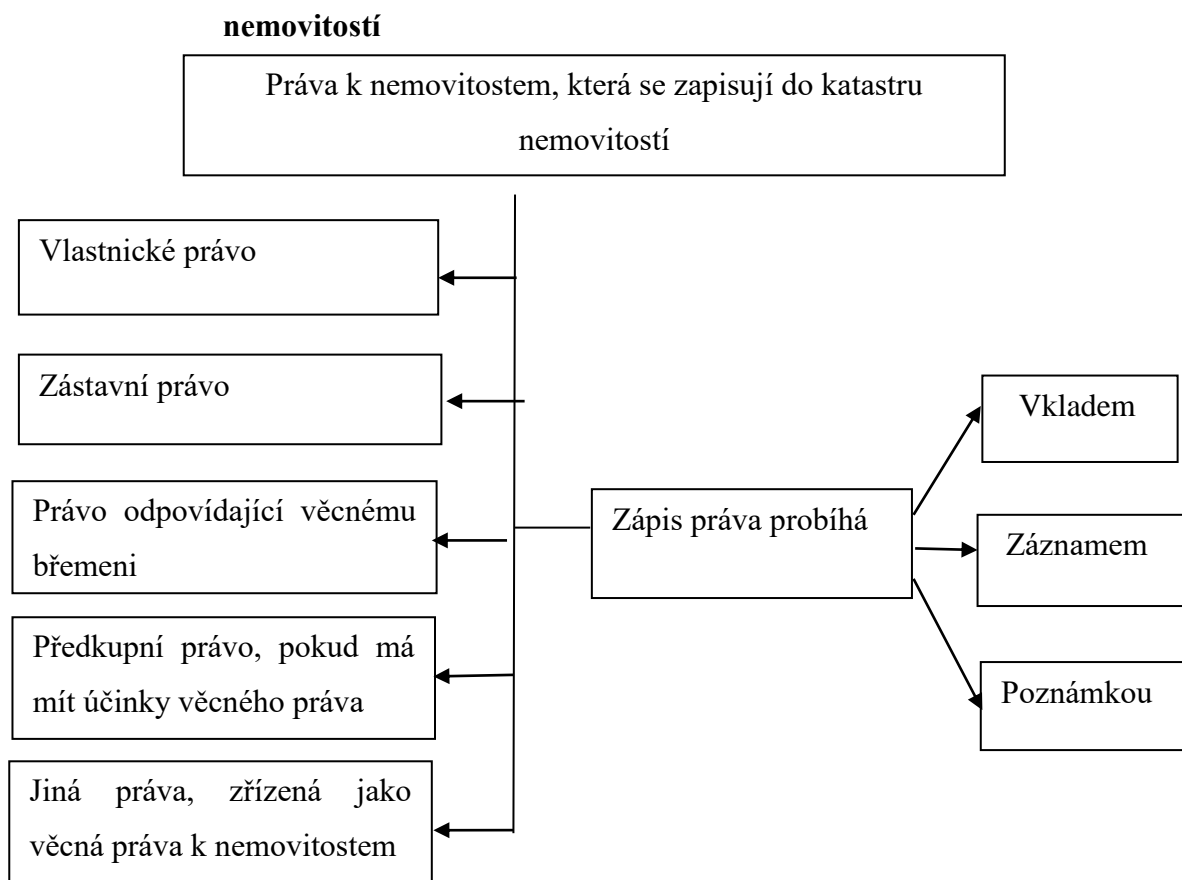 nemovitostí
Práva k nemovitostem, která se zapisují do katastru
nemovitostí
Vlastnické právo
Zástavní právo
Právo odpovídající věcnému
břemeni
Předkupní právo, pokud má
mít účinky věcného práva
Jiná práva, zřízená jako
věcná práva k nemovitostem
Zápis práva probíhá
Vkladem
Záznamem
Poznámkou